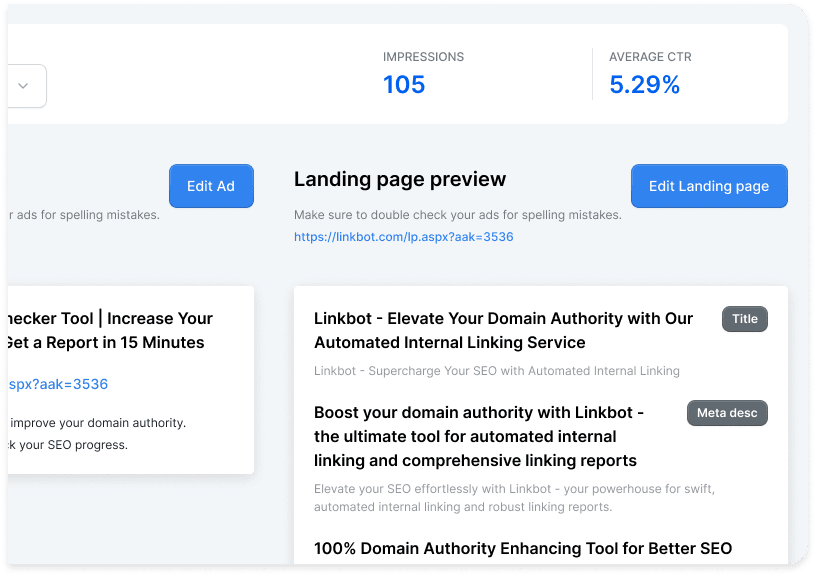 IMPRESSIONS
105
AVERAGE CTR
5.29%
Edit Ad
r ads for spelling mistakes.
Landing page preview
Edit Landing page
Make sure to double check your ads for spelling mistakes.
https://linkbot.com/lp.aspx?aak=3536
hecker Tool | Increase Your
Get a Report in 15 Minutes
spx?aak=3536
improve your domain authority.
k your SEO progress.
Linkbot - Elevate Your Domain Authority with Our
Automated Internal Linking Service
Title
Linkbot - Supercharge Your SEO with Automated Internal Linking
Boost your domain authority with Linkbot -
the ultimate tool for automated internal
linking and comprehensive linking reports
Meta desc
Elevate your SEO effortlessly with Linkbot - your powerhouse for swift,
automated internal linking and robust linking reports.
100% Domain Authority Enhancing Tool for Better SEO